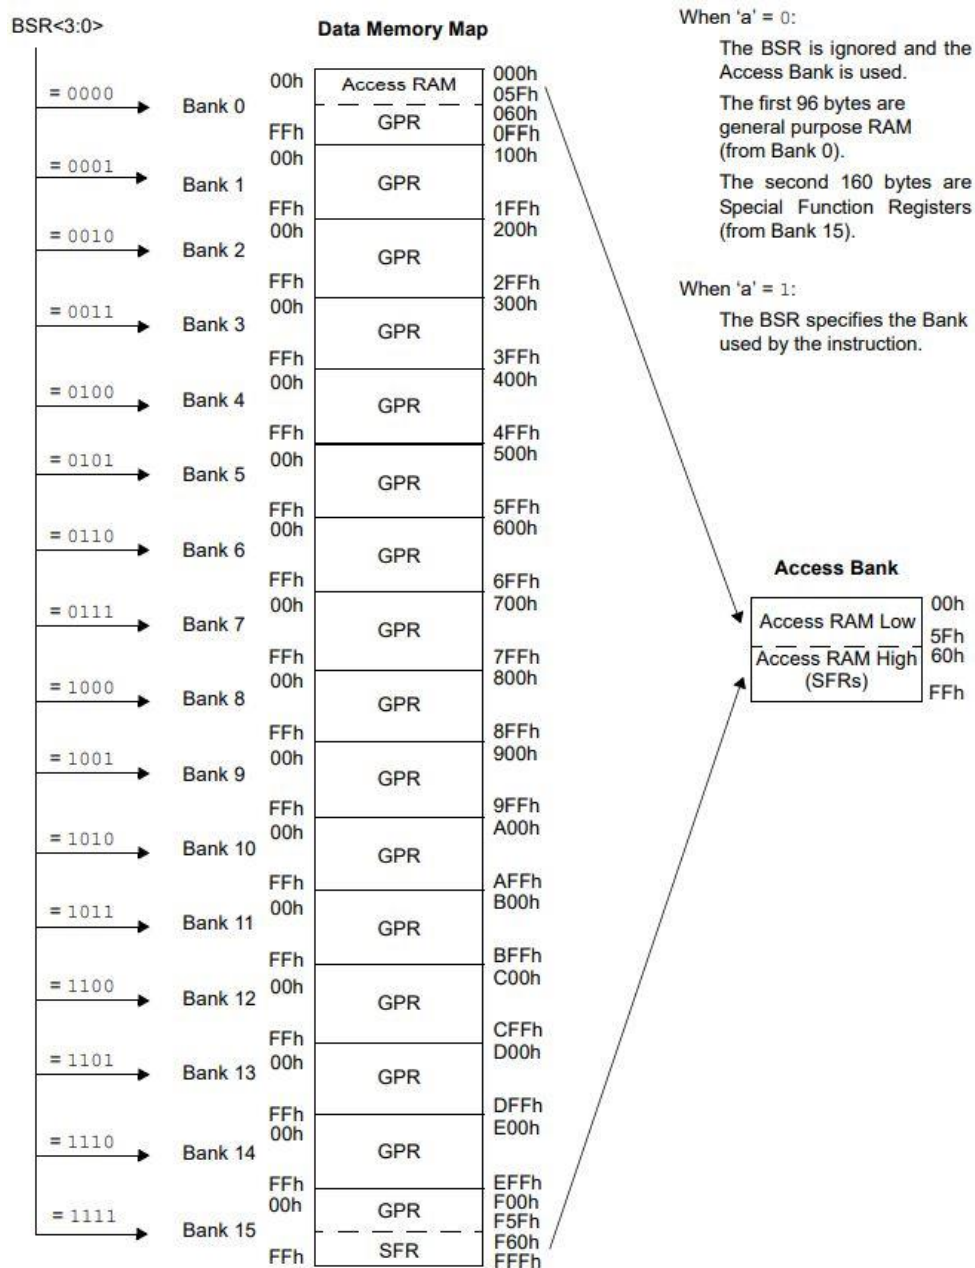 BSR<3:0>
Data Memory Map
When ‘a’ = 0:
The BSR is ignored and the
Access Bank is used.
The first 96 bytes are
general purpose RAM
(from Bank 0).
The second 160 bytes are
Special Function Registers
(from Bank 15).
When ‘a’ = 1:
The BSR specifies the Bank
used by the instruction.
= 0000
Bank 0
00h
Access RAM
000h
05Fh
060h
FFh
GPR
0FFh
= 0001
Bank 1
00h
GPR
100h
FFh
1FFh
= 0010
Bank 2
00h
GPR
200h
FFh
2FFh
= 0011
Bank 3
00h
GPR
300h
FFh
3FFh
= 0100
Bank 4
00h
GPR
400h
FFh
4FFh
= 0101
Bank 5
00h
GPR
500h
FFh
5FFh
= 0110
Bank 6
00h
GPR
600h
FFh
6FFh
= 0111
Bank 7
00h
GPR
700h
FFh
7FFh
= 1000
Bank 8
00h
GPR
800h
FFh
8FFh
= 1001
Bank 9
00h
GPR
900h
FFh
9FFh
= 1010
Bank 10
00h
GPR
A00h
FFh
AFFh
= 1011
Bank 11
00h
GPR
B00h
FFh
BFFh
= 1100
Bank 12
00h
GPR
C00h
FFh
CFFh
= 1101
Bank 13
00h
GPR
D00h
FFh
DFFh
= 1110
Bank 14
00h
GPR
E00h
FFh
EFFh
= 1111
Bank 15
00h
GPR
F00h
F5Fh
F60h
FFh
SFR
FFFh
Access Bank
Access RAM Low
00h
5Fh
Access RAM High
(SFRs)
60h
FFh